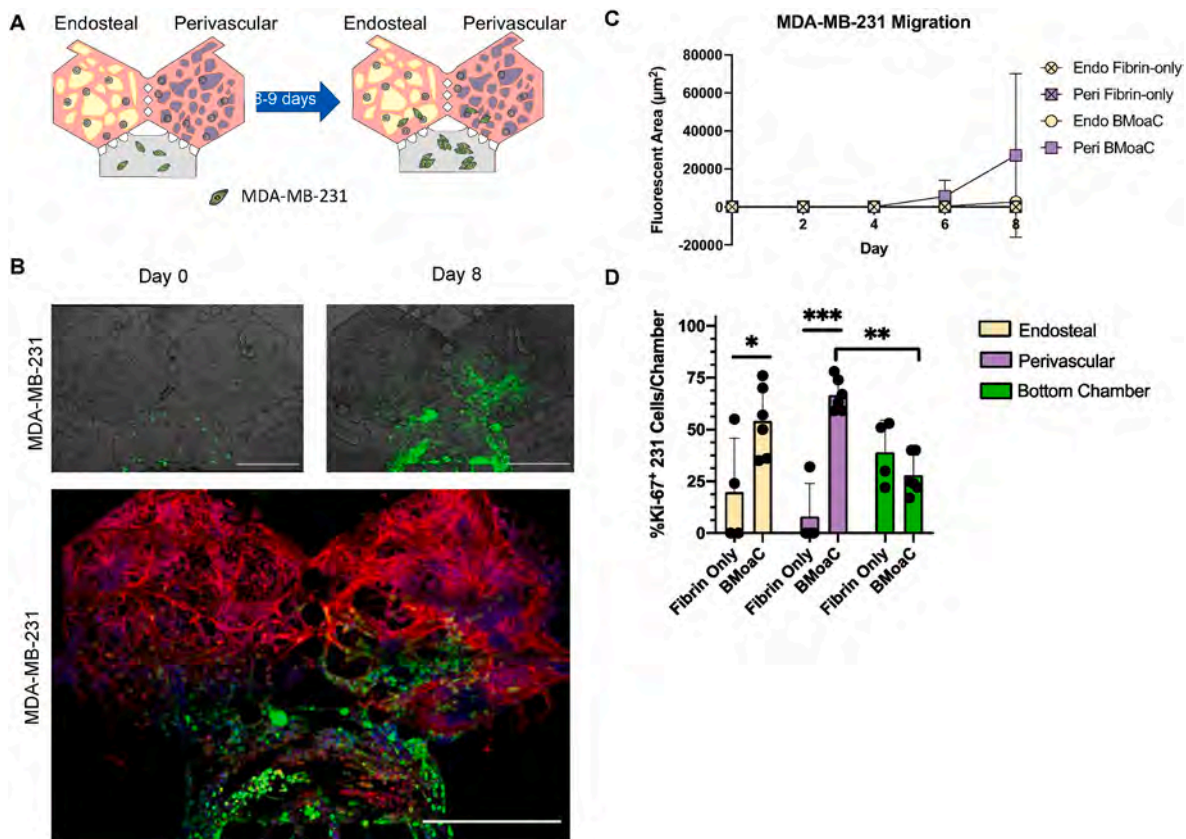 A
Endosteal
Perivascular
Endosteal
Perivascular
3-9 days
MDA-MB-231
B
Day 0
Day 8
MDA-MB-231
MDA-MB-231
C
MDA-MB-231 Migration
Fluorescent Area (µm²)
80000
60000
40000
20000
0
-20000
2
4
6
8
Day
Endo Fibrin-only
Peri Fibrin-only
Endo BMoaC
Peri BMoaC
D
%Ki-67⁺ 231 Cells/Chamber
100
75
50
25
0
*
***
**
Fibrin Only
BMoaC
Fibrin Only
BMoaC
Fibrin Only
BMoaC
Endosteal
Perivascular
Bottom Chamber